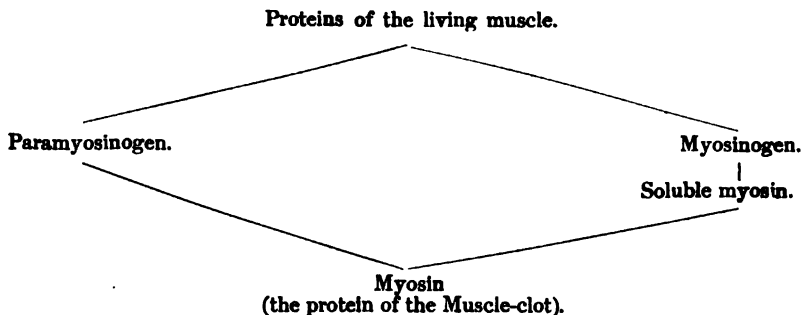 Proteins of the living muscle.
Paramyosinogen.
Myosinogen.
Soluble myosin.
Myosin
(the protein of the Muscle-clot).